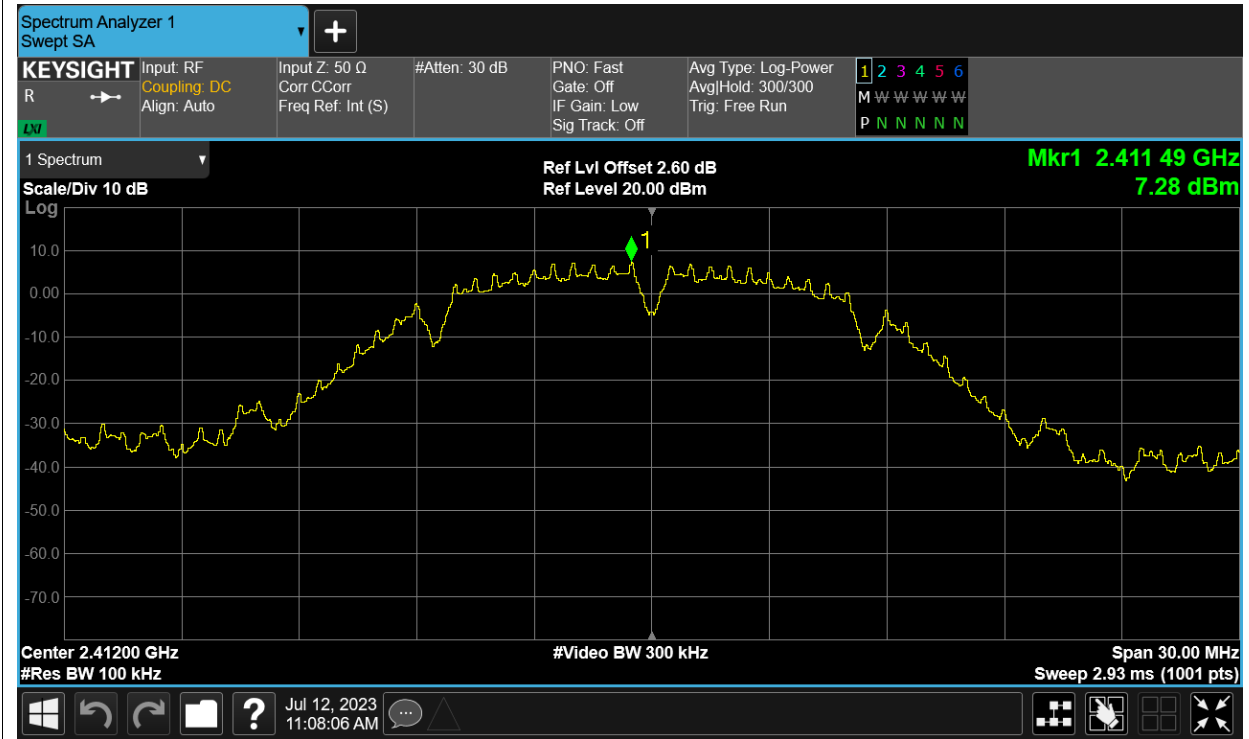 Spectrum Analyzer 1
Swept SA
▼
+
KEYSIGHT
R
LXI
Input: RF
Coupling: DC
Align: Auto
Input Z: 50 Ω
Corr CCorr
Freq Ref: Int (S)
#Atten: 30 dB
PNO: Fast
Gate: Off
IF Gain: Low
Sig Track: Off
Avg Type: Log-Power
Avg|Hold: 300/300
Trig: Free Run
1 2 3 4 5 6
M W W W W W
P N N N N N
1 Spectrum ▼
Scale/Div 10 dB
Ref Lvl Offset 2.60 dB
Ref Level 20.00 dBm
Mkr1 2.411 49 GHz
7.28 dBm
Log
1
10.0
0.00
-10.0
-20.0
-30.0
-40.0
-50.0
-60.0
-70.0
Center 2.41200 GHz
#Video BW 300 kHz
Span 30.00 MHz
#Res BW 100 kHz
Sweep 2.93 ms (1001 pts)
?
Jul 12, 2023
11:08:06 AM